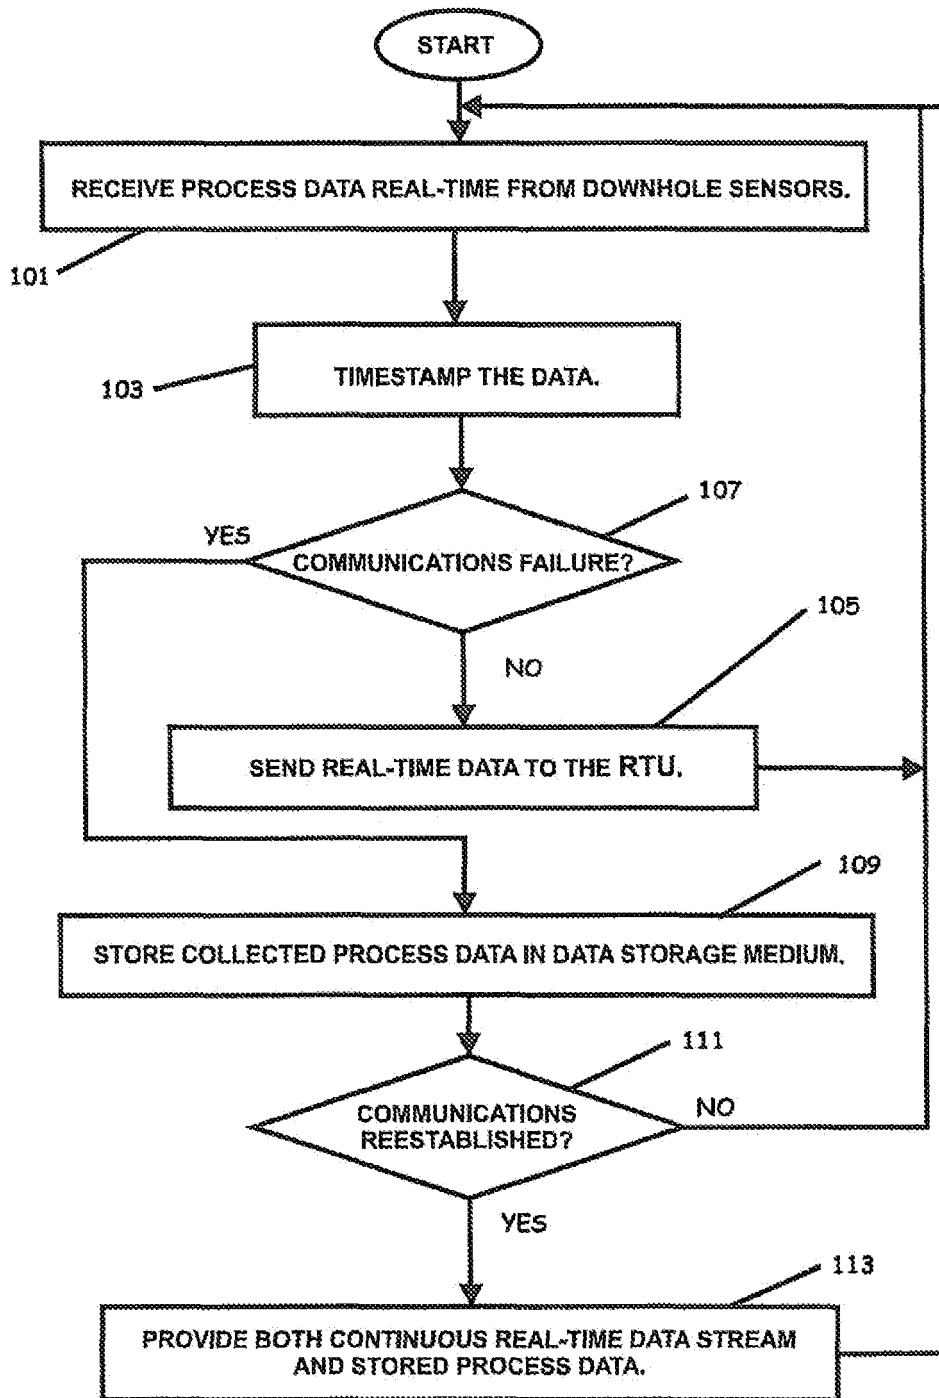 START
RECEIVE PROCESS DATA REAL-TIME FROM DOWNHOLE SENSORS.
101
TIMESTAMP THE DATA.
103
107
YES
COMMUNICATIONS FAILURE?
105
NO
SEND REAL-TIME DATA TO THE RTU.
109
STORE COLLECTED PROCESS DATA IN DATA STORAGE MEDIUM.
111
COMMUNICATIONS
REESTABLISHED?
NO
YES
113
PROVIDE BOTH CONTINUOUS REAL-TIME DATA STREAM
AND STORED PROCESS DATA.